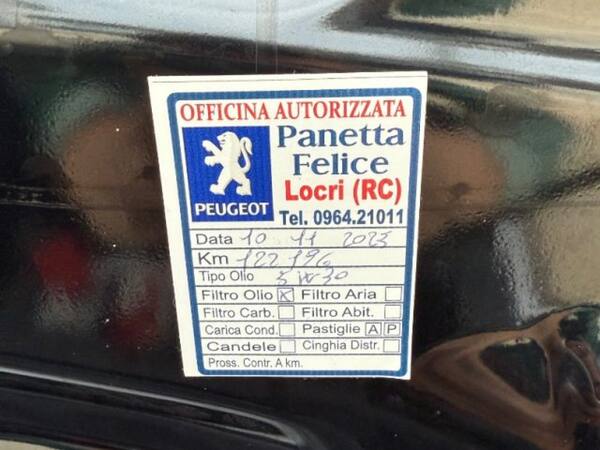 OFFICINA AUTORIZZATA
Panetta
Felice
Locri (RC)
PEUGEOT
Tel. 0964.21011
Data 10 11 2023
Km 122196
Tipo Olio 5W30
Filtro Olio X Filtro Aria
Filtro Carb. Filtro Abit.
Carica Cond. Pastiglie A P
Candele Cinghia Distr.
Pross. Contr. A km.